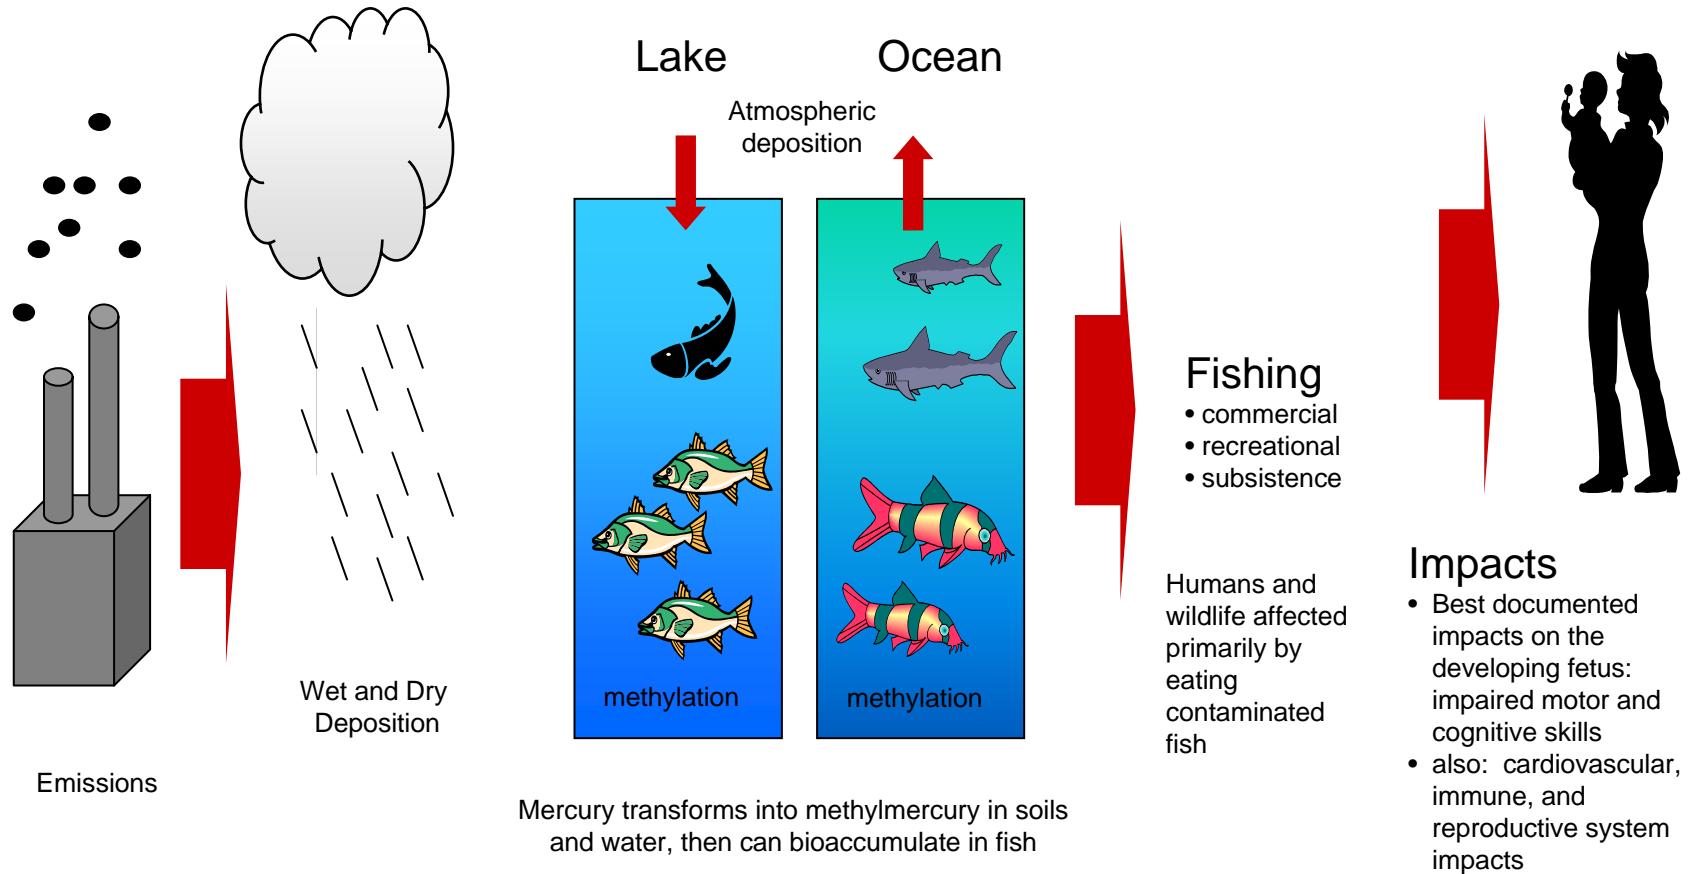 Lake
Ocean
Atmospheric
deposition
methylation
methylation
Wet and Dry
Deposition
Emissions
Mercury transforms into methylmercury in soils
and water, then can bioaccumulate in fish
Fishing
• commercial
• recreational
• subsistence
Humans and
wildlife affected
primarily by
eating
contaminated
fish
Impacts
• Best documented
impacts on the
developing fetus:
impaired motor and
cognitive skills
• also: cardiovascular,
immune, and
reproductive system
impacts